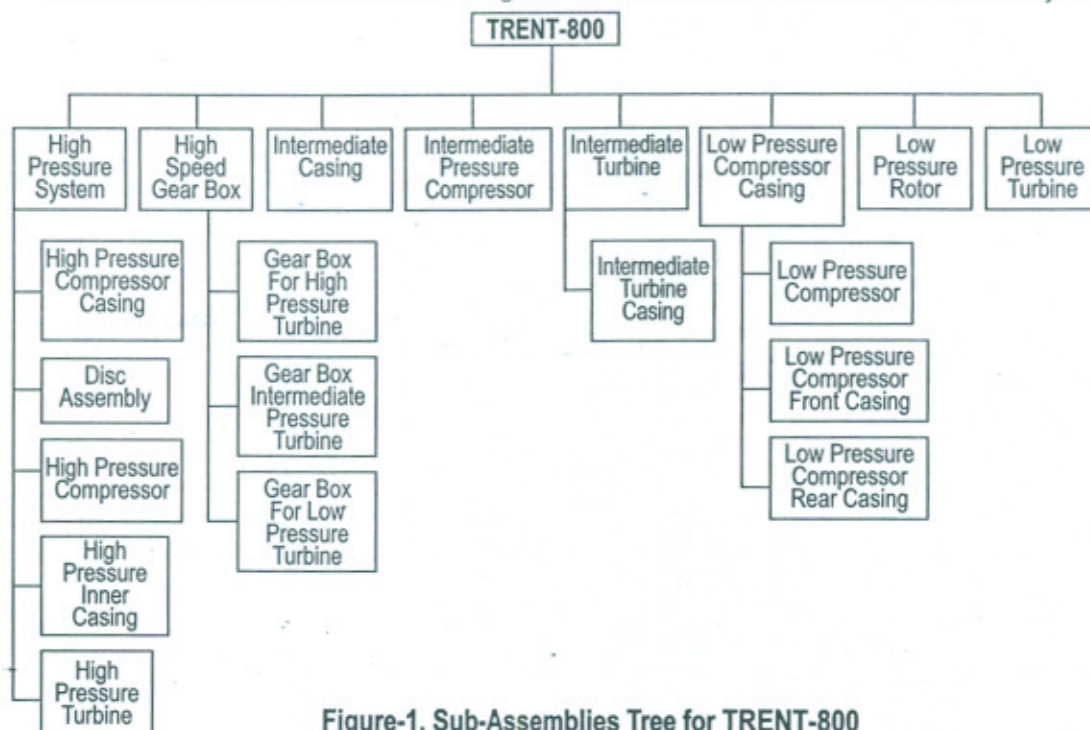 TRENT-800
High
Pressure
System
High
Speed
Gear Box
Intermediate
Casing
Intermediate
Pressure
Compressor
Intermediate
Turbine
Low Pressure
Compressor
Casing
Low
Pressure
Rotor
Low
Pressure
Turbine
High Pressure
Compressor
Casing
Disc
Assembly
High Pressure
Compressor
High
Pressure
Inner
Casing
High
Pressure
Turbine
Gear Box
For High
Pressure
Turbine
Gear Box
Intermediate
Pressure
Turbine
Gear Box
For Low
Pressure
Turbine
Intermediate
Turbine
Casing
Low Pressure
Compressor
Low Pressure
Compressor
Front Casing
Low Pressure
Compressor
Rear Casing
Figure-1. Sub-Assemblies Tree for TRENT-800